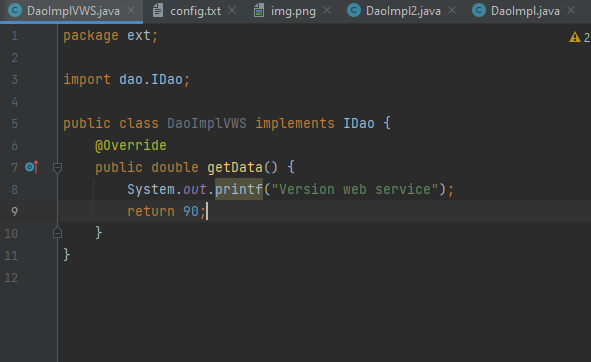 DaoImplVWS.java config.txt img.png DaoImpl2.java DaoImpl.java
1 package ext; 2
2
3 import dao.IDao;
4
5 public class DaoImplVWS implements IDao {
6 @Override
7 public double getData() {
8 System.out.printf("Version web service");
9 return 90;
10 }
11 }
12